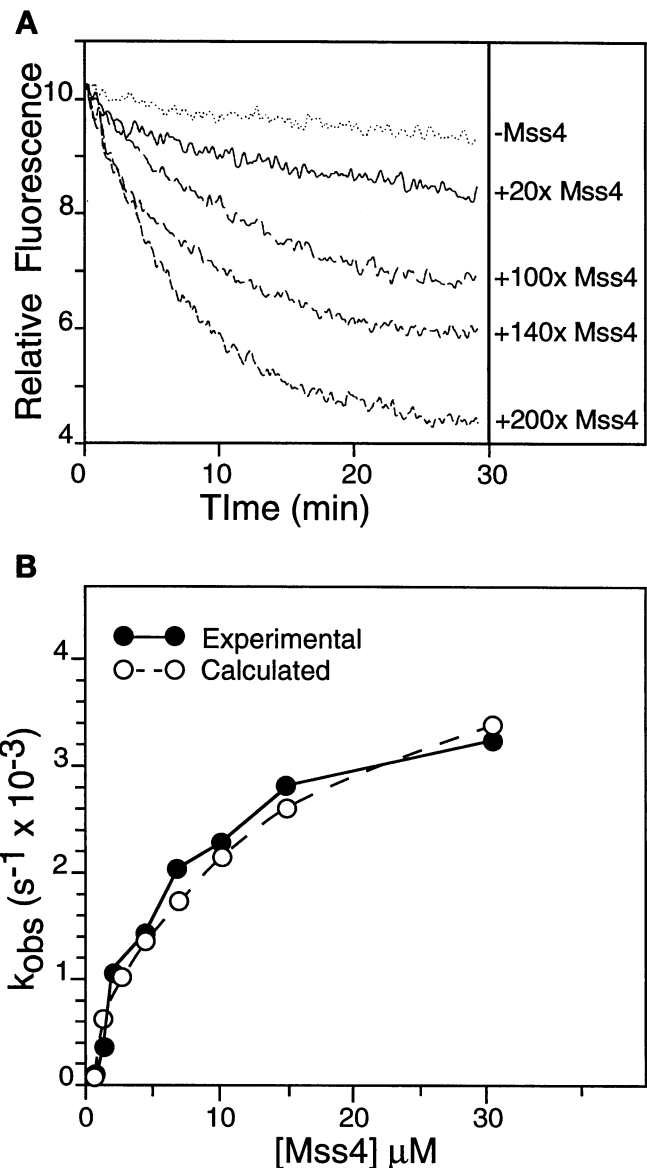 A
Relative Fluorescence
10
8
6
4
-Mss4
+20x Mss4
+100x Mss4
+140x Mss4
+200x Mss4
0 10 20 30
TIme (min)
B
Experimental
Calculated
kobs (s-1 x 10-3)
4
3
2
1
0
0 10 20 30
[Mss4] μM